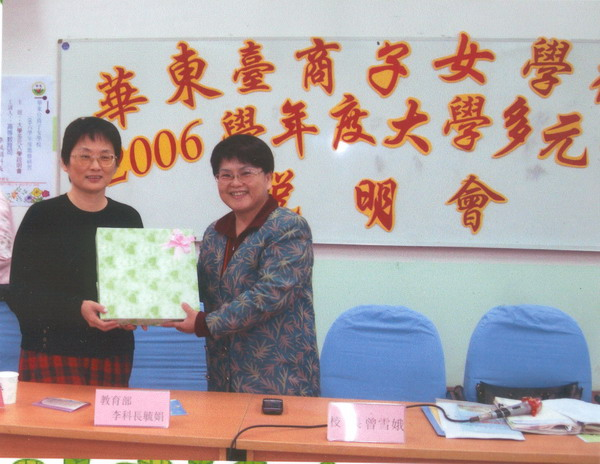 華東臺商子女學
2006學年度大學多元
說明會
教育部
李科長毓娟
校長曾雪娥